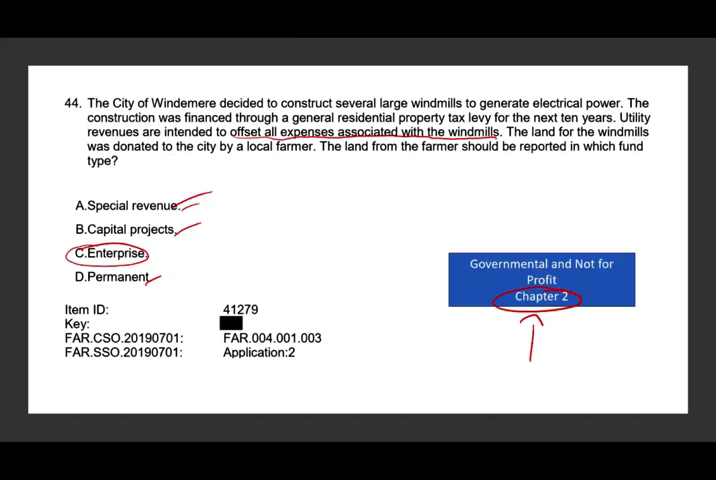 44. The City of Windemere decided to construct several large windmills to generate electrical power. The
construction was financed through a general residential property tax levy for the next ten years. Utility
revenues are intended to offset all expenses associated with the windmills. The land for the windmills
was donated to the city by a local farmer. The land from the farmer should be reported in which fund
type?
A.Special revenue.
B.Capital projects.
C.Enterprise.
D.Permanent.
Item ID: 41279
Key:
FAR.CSO.20190701: FAR.004.001.003
FAR.SSO.20190701: Application:2
Governmental and Not for
Profit
Chapter 2